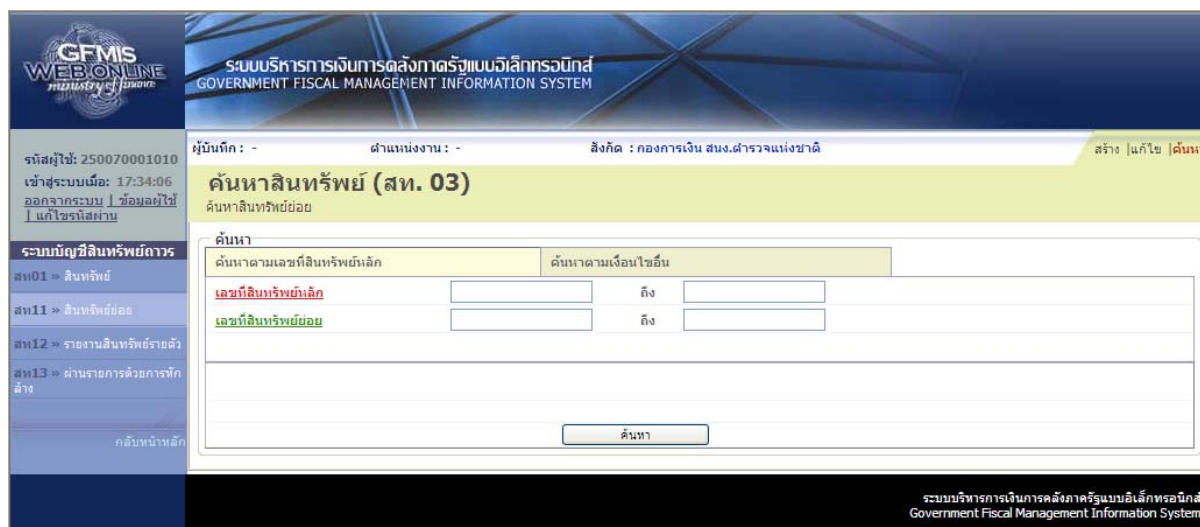 GFMIS
WEB ONLINE
ministry of finance
ระบบบริหารการเงินการคลังภาครัฐแบบอิเล็กทรอนิกส์
GOVERNMENT FISCAL MANAGEMENT INFORMATION SYSTEM
รหัสผู้ใช้: 250070001010
เข้าสู่ระบบเมื่อ: 17:34:06
ออกจากระบบ | ข้อมูลผู้ใช้
| แก้ไขรหัสผ่าน
ระบบบัญชีสินทรัพย์ถาวร
สท01 » สินทรัพย์
สท11 » สินทรัพย์ย่อย
สท12 » รายงานสินทรัพย์รายตัว
สท13 » ผ่านรายการด้วยการหัก
ล้าง
กลับหน้าหลัก
ผู้บันทึก : - ตำแหน่งงาน : - สังกัด : กองการเงิน สนง.ตำรวจแห่งชาติ สร้าง |แก้ไข |ค้นห
ค้นหาสินทรัพย์ (สท. 03)
ค้นหาสินทรัพย์ย่อย
ค้นหา
ค้นหาตามเลขที่สินทรัพย์หลัก ค้นหาตามเงื่อนไขอื่น
เลขที่สินทรัพย์หลัก ถึง
เลขที่สินทรัพย์ย่อย ถึง
ค้นหา
ระบบบริหารการเงินการคลังภาครัฐแบบอิเล็กทรอนิกส์
Government Fiscal Management Information System